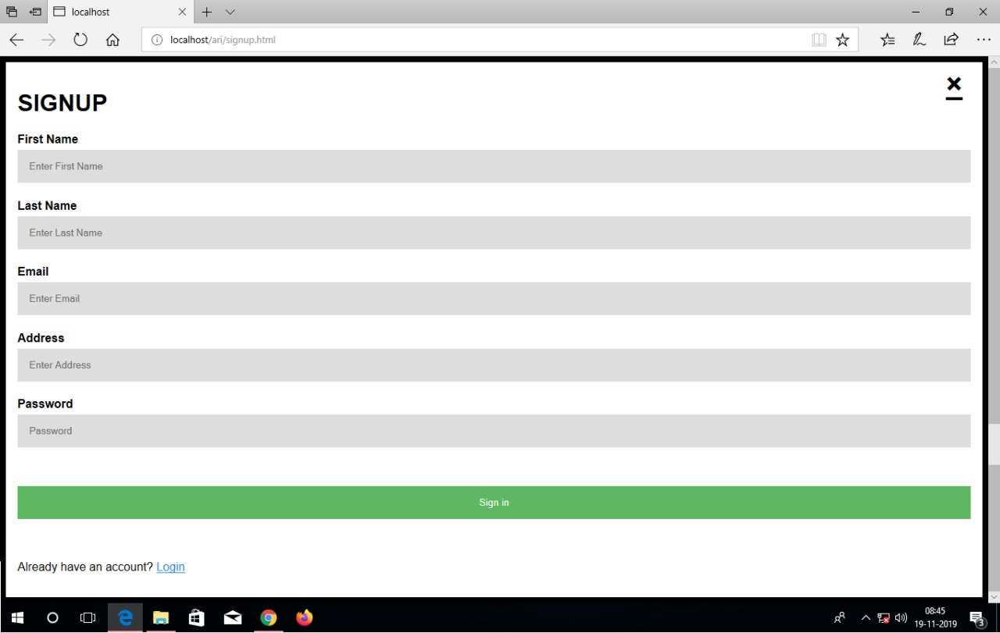 localhost
localhost/ari/signup.html
SIGNUP
First Name
Enter First Name
Last Name
Enter Last Name
Email
Enter Email
Address
Enter Address
Password
Password
Sign in
Already have an account? Login
08:45
19-11-2019
3